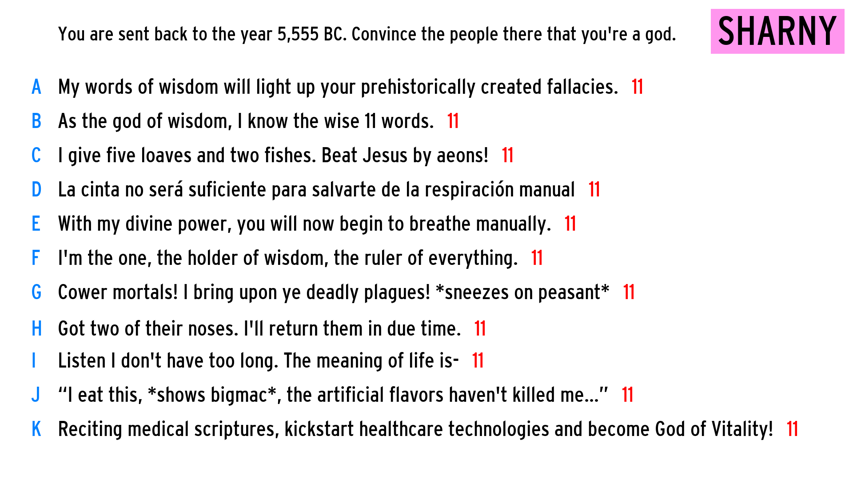 You are sent back to the year 5,555 BC. Convince the people there that you're a god.
SHARNY
A My words of wisdom will light up your prehistorically created fallacies. 11
B As the god of wisdom, I know the wise 11 words. 11
C I give five loaves and two fishes. Beat Jesus by aeons! 11
D La cinta no será suficiente para salvarte de la respiración manual 11
E With my divine power, you will now begin to breathe manually. 11
F I'm the one, the holder of wisdom, the ruler of everything. 11
G Cower mortals! I bring upon ye deadly plagues! *sneezes on peasant* 11
H Got two of their noses. I'll return them in due time. 11
I Listen I don't have too long. The meaning of life is- 11
J “I eat this, *shows bigmac*, the artificial flavors haven't killed me...” 11
K Reciting medical scriptures, kickstart healthcare technologies and become God of Vitality! 11